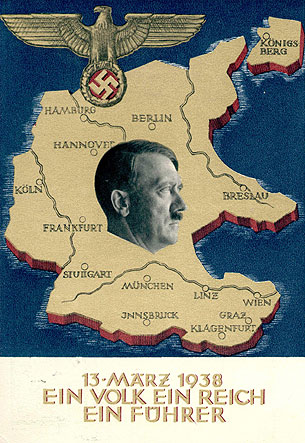 KÖNIGS
BERG
HAMBURG
BERLIN
HANNOVER
KÖLN
BRESLAU
FRANKFURT
STUTTGART
MÜNCHEN
LINZ
WIEN
INNSBRUCK
GRAZ
KLAGENFURT
13·MÄRZ 1938
EIN VOLK EIN REICH
EIN FÜHRER